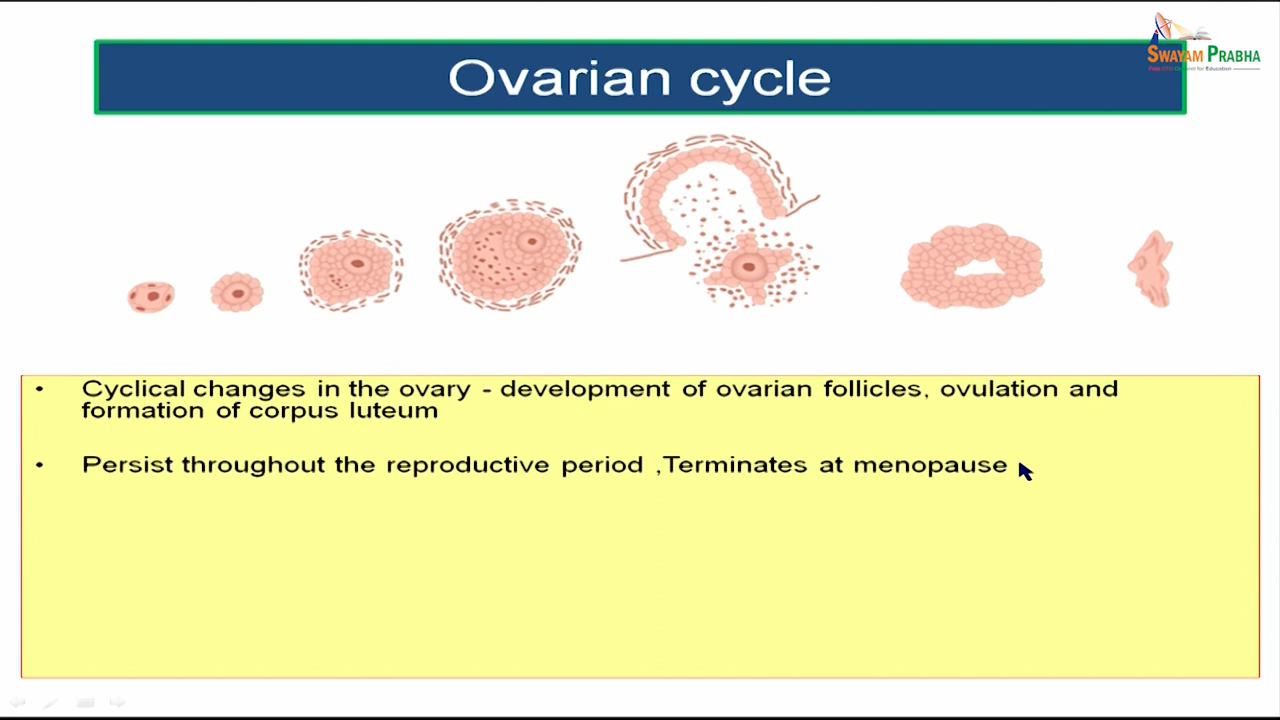 SWAYAM PRABHA
Ovarian cycle
• Cyclical changes in the ovary - development of ovarian follicles, ovulation and
formation of corpus luteum
• Persist throughout the reproductive period ,Terminates at menopause